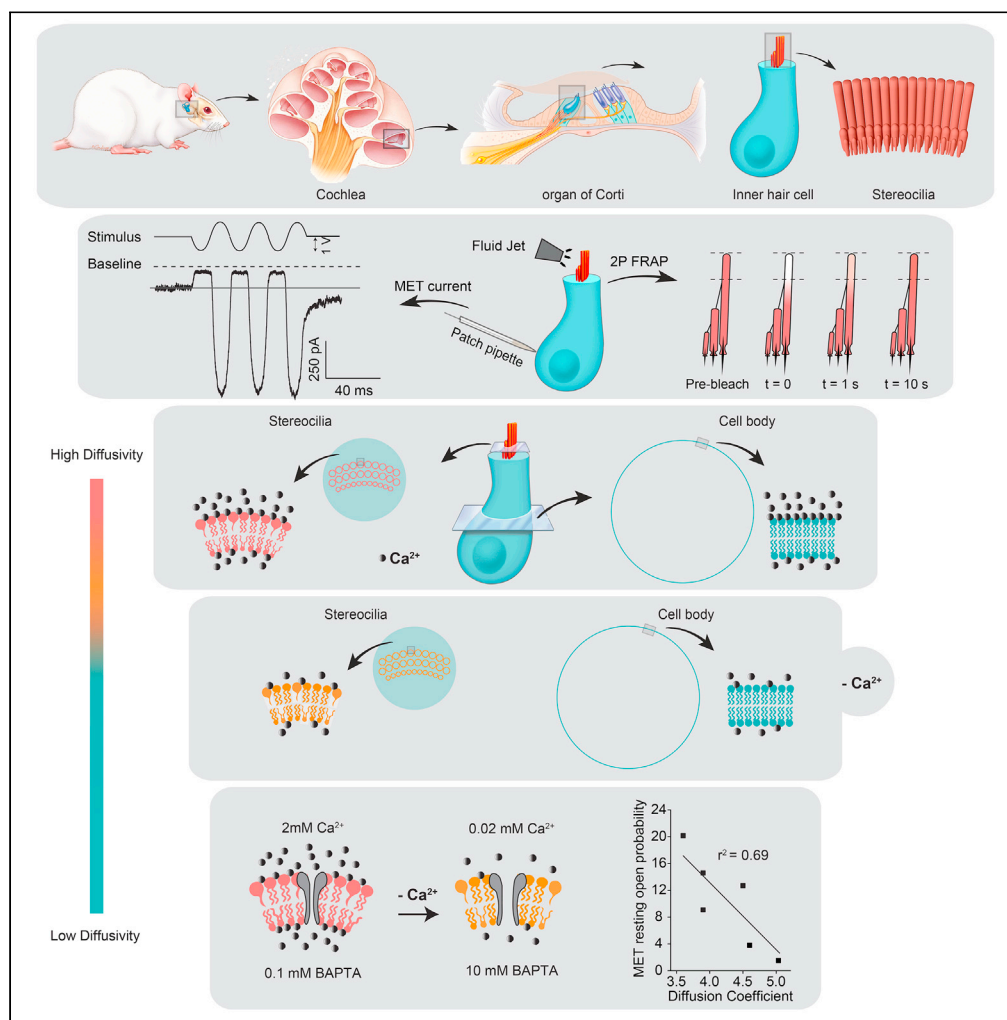 Cochlea
organ of Corti
Inner hair cell
Stereocilia
Stimulus
1 V
Baseline
250 pA
40 ms
MET current
Fluid Jet
Patch pipette
2P FRAP
Pre-bleach
t = 0
t = 1 s
t = 10 s
High Diffusivity
Low Diffusivity
Stereocilia
Cell body
Ca²⁺
Stereocilia
Cell body
- Ca²⁺
2mM Ca²⁺
0.1 mM BAPTA
- Ca²⁺
0.02 mM Ca²⁺
10 mM BAPTA
MET resting open probability
24
20
16
12
8
4
0
r² = 0.69
3.5 4.0 4.5 5.0
Diffusion Coefficient